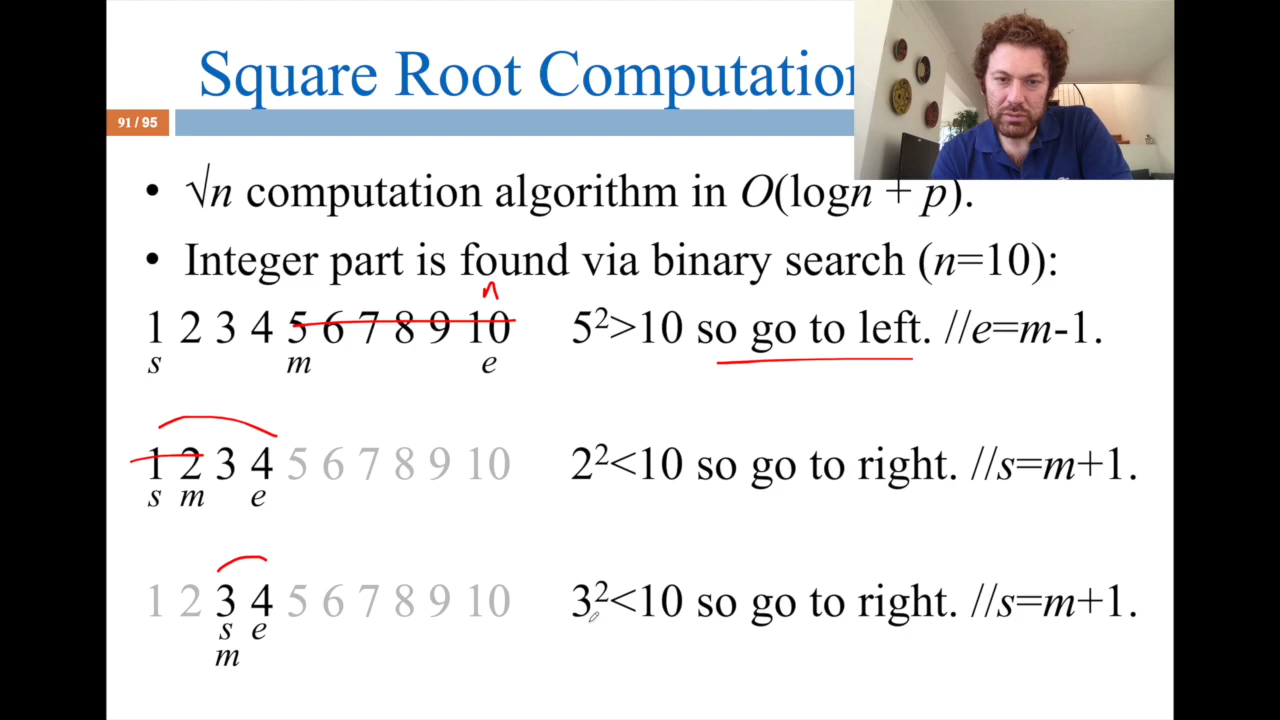 Square Root Computation
91 / 95
• √n computation algorithm in O(logn + p).
• Integer part is found via binary search (n=10):
n
1 2 3 4 5 6 7 8 9 10 5²>10 so go to left. //e=m-1.
s m e
1 2 3 4 5 6 7 8 9 10 2²<10 so go to right. //s=m+1.
s m e
1 2 3 4 5 6 7 8 9 10 3²<10 so go to right. //s=m+1.
s e
m